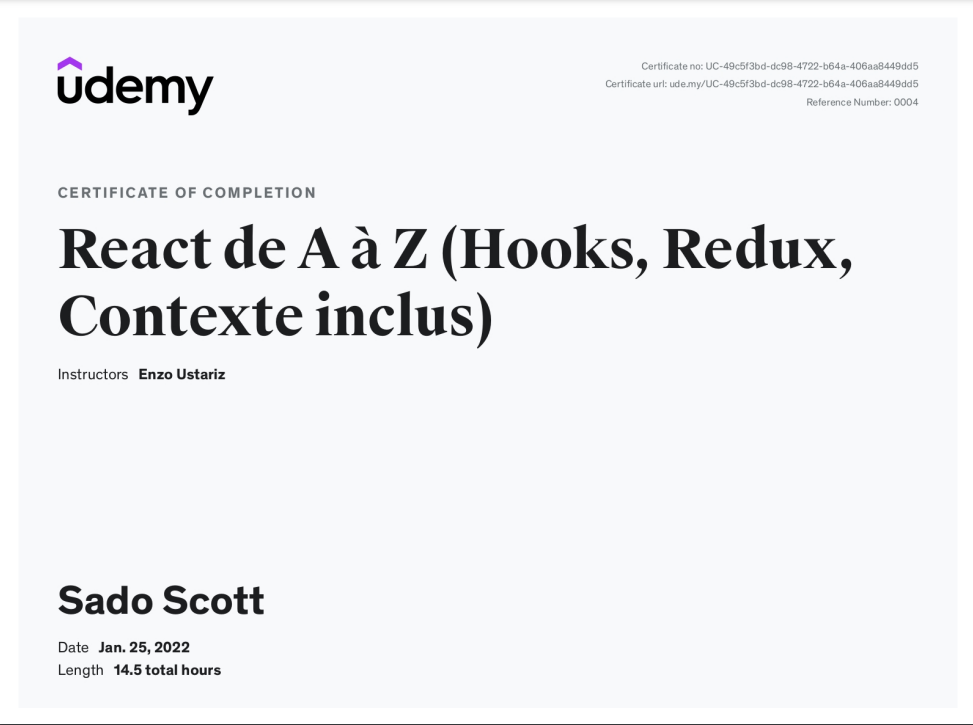 udemy
Certificate no: UC-49c5f3bd-dc98-4722-b64a-406aa8449dd5
Certificate url: ude.my/UC-49c5f3bd-dc98-4722-b64a-406aa8449dd5
Reference Number: 0004
CERTIFICATE OF COMPLETION
React de A à Z (Hooks, Redux,
Contexte inclus)
Instructors Enzo Ustariz
Sado Scott
Date Jan. 25, 2022
Length 14.5 total hours